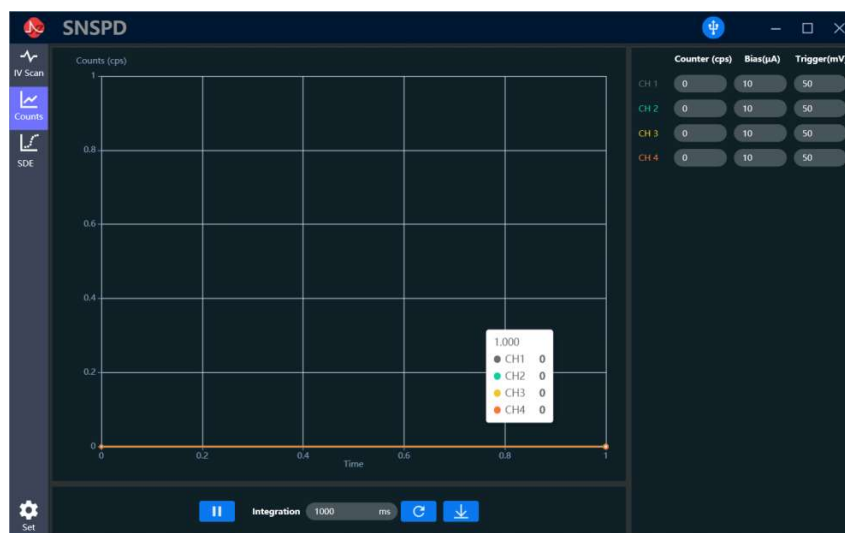 SNSPD
IV Scan
Counts
SDE
Set
Counts (cps)
1
0.8
0.6
0.4
0.2
0
0 0.2 0.4 0.6 0.8 1
Time
1.000
CH1 0
CH2 0
CH3 0
CH4 0
Integration 1000 ms
Counter (cps) Bias(μA) Trigger(mV)
CH 1 0 10 50
CH 2 0 10 50
CH 3 0 10 50
CH 4 0 10 50